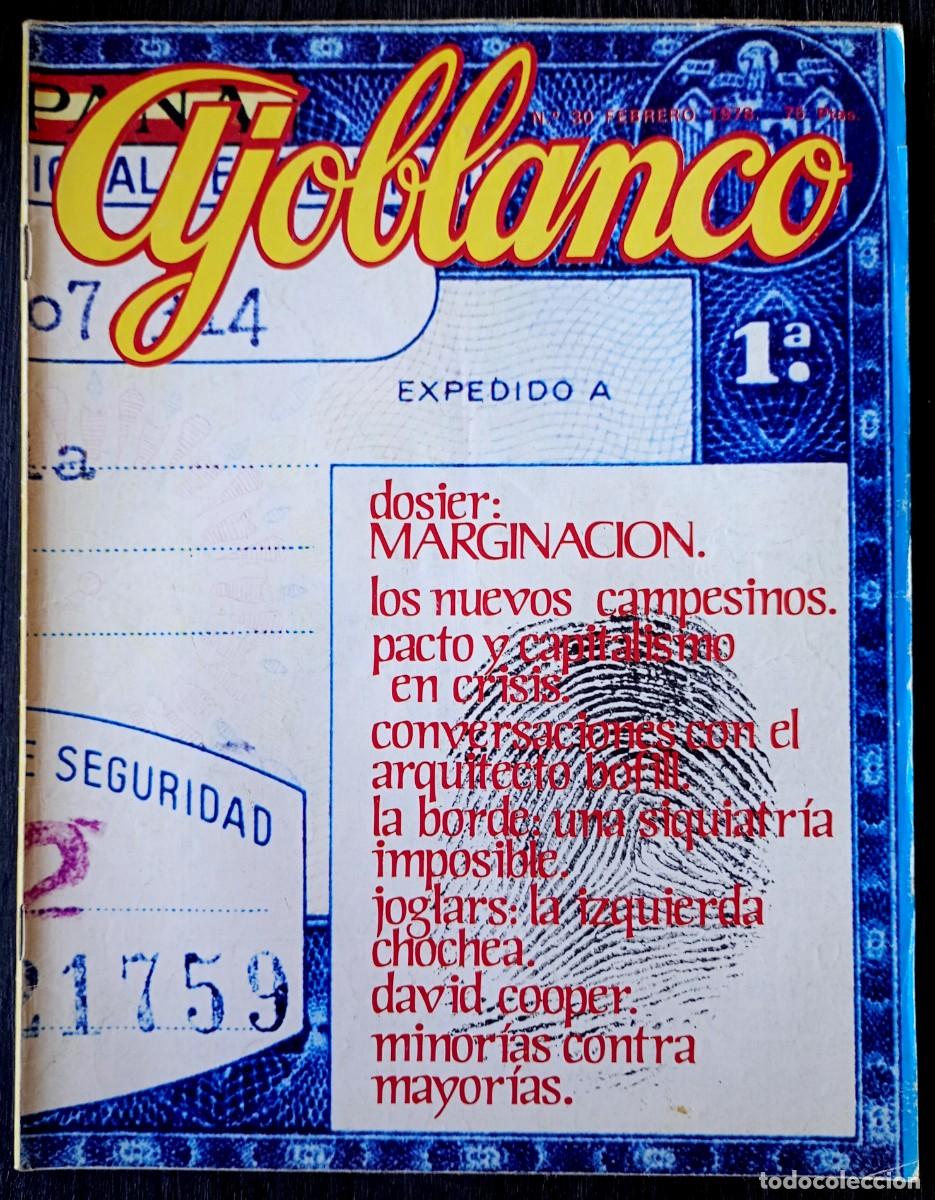 ajoblanco
N.º 30 FEBRERO 1978. 75 Ptas.
EXPEDIDO A
1ª.
dosier:
MARGINACION.
los nuevos campesinos.
pacto y capitalismo
en crisis.
conversaciones con el
arquitecto bofill.
la borde: una siquiatría
imposible.
joglars: la izquierda
chochea.
david cooper.
minorías contra
mayorías.
SEGURIDAD
21759
todocoleccion